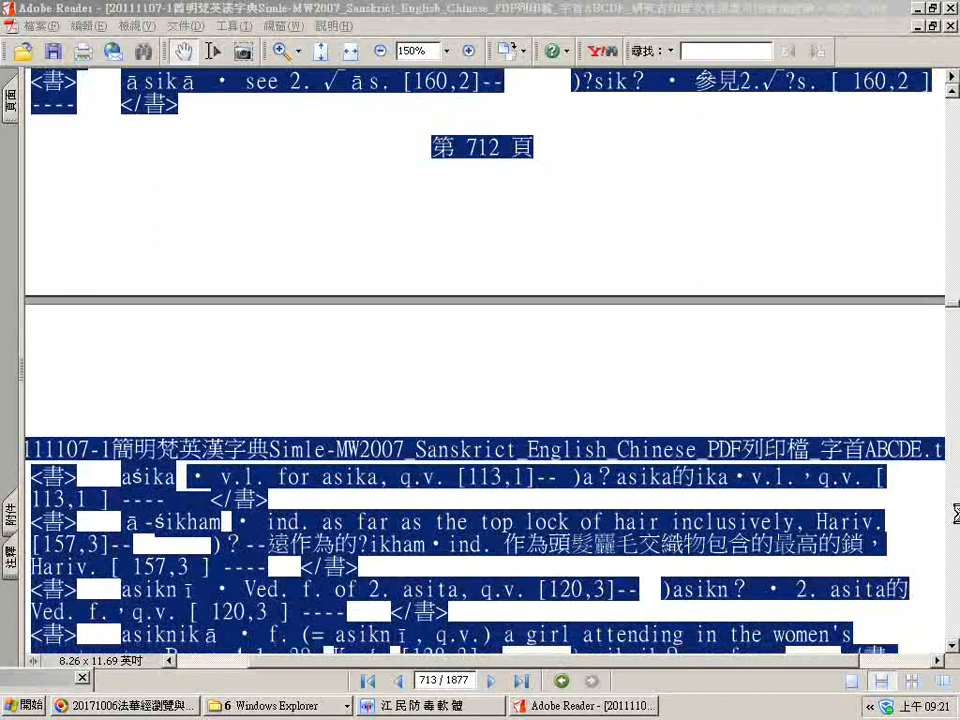 Adobe Reader - [20111107-1簡明梵英漢字典Simle-MW2007_Sanskrict_English_Chinese_PDF列印檔_字首ABCDE
檔案(F) 編輯(E) 檢視(V) 文件(D) 工具(T) 視窗(W) 說明(H)
150% 尋找:
頁面
<書> āsikā ‧ see 2. √ ās. [160,2]-- )?sik? ‧ 參見2.√?s. [ 160,2 ]
---- </書>
第 712 頁
111107-1簡明梵英漢字典Simle-MW2007_Sanskrict_English_Chinese_PDF列印檔_字首ABCDE.t
<書> aśika ‧ v.l. for asika, q.v. [113,1]-- )a?asika的ika‧v.l.，q.v. [
113,1 ] ---- </書>
<書> ā-śikham ‧ ind. as far as the top lock of hair inclusively, Hariv.
[157,3]-- )?--遠作為的?ikham‧ind. 作為頭髮毛交織物包含的最高的鎖，
Hariv. [ 157,3 ] ---- </書>
<書> asiknī ‧ Ved. f. of 2. asita, q.v. [120,3]-- )asikn? ‧ 2. asita的
Ved. f.，q.v. [ 120,3 ] ---- </書>
<書> asiknikā ‧ f. (= asiknī, q.v.) a girl attending in the women's
附件
注釋
8.26 x 11.69 英吋
713 / 1877
開始 20171006法華經瀏覽與... 6 Windows Explorer 江民防毒軟體 Adobe Reader - [2011110... 上午 09:21